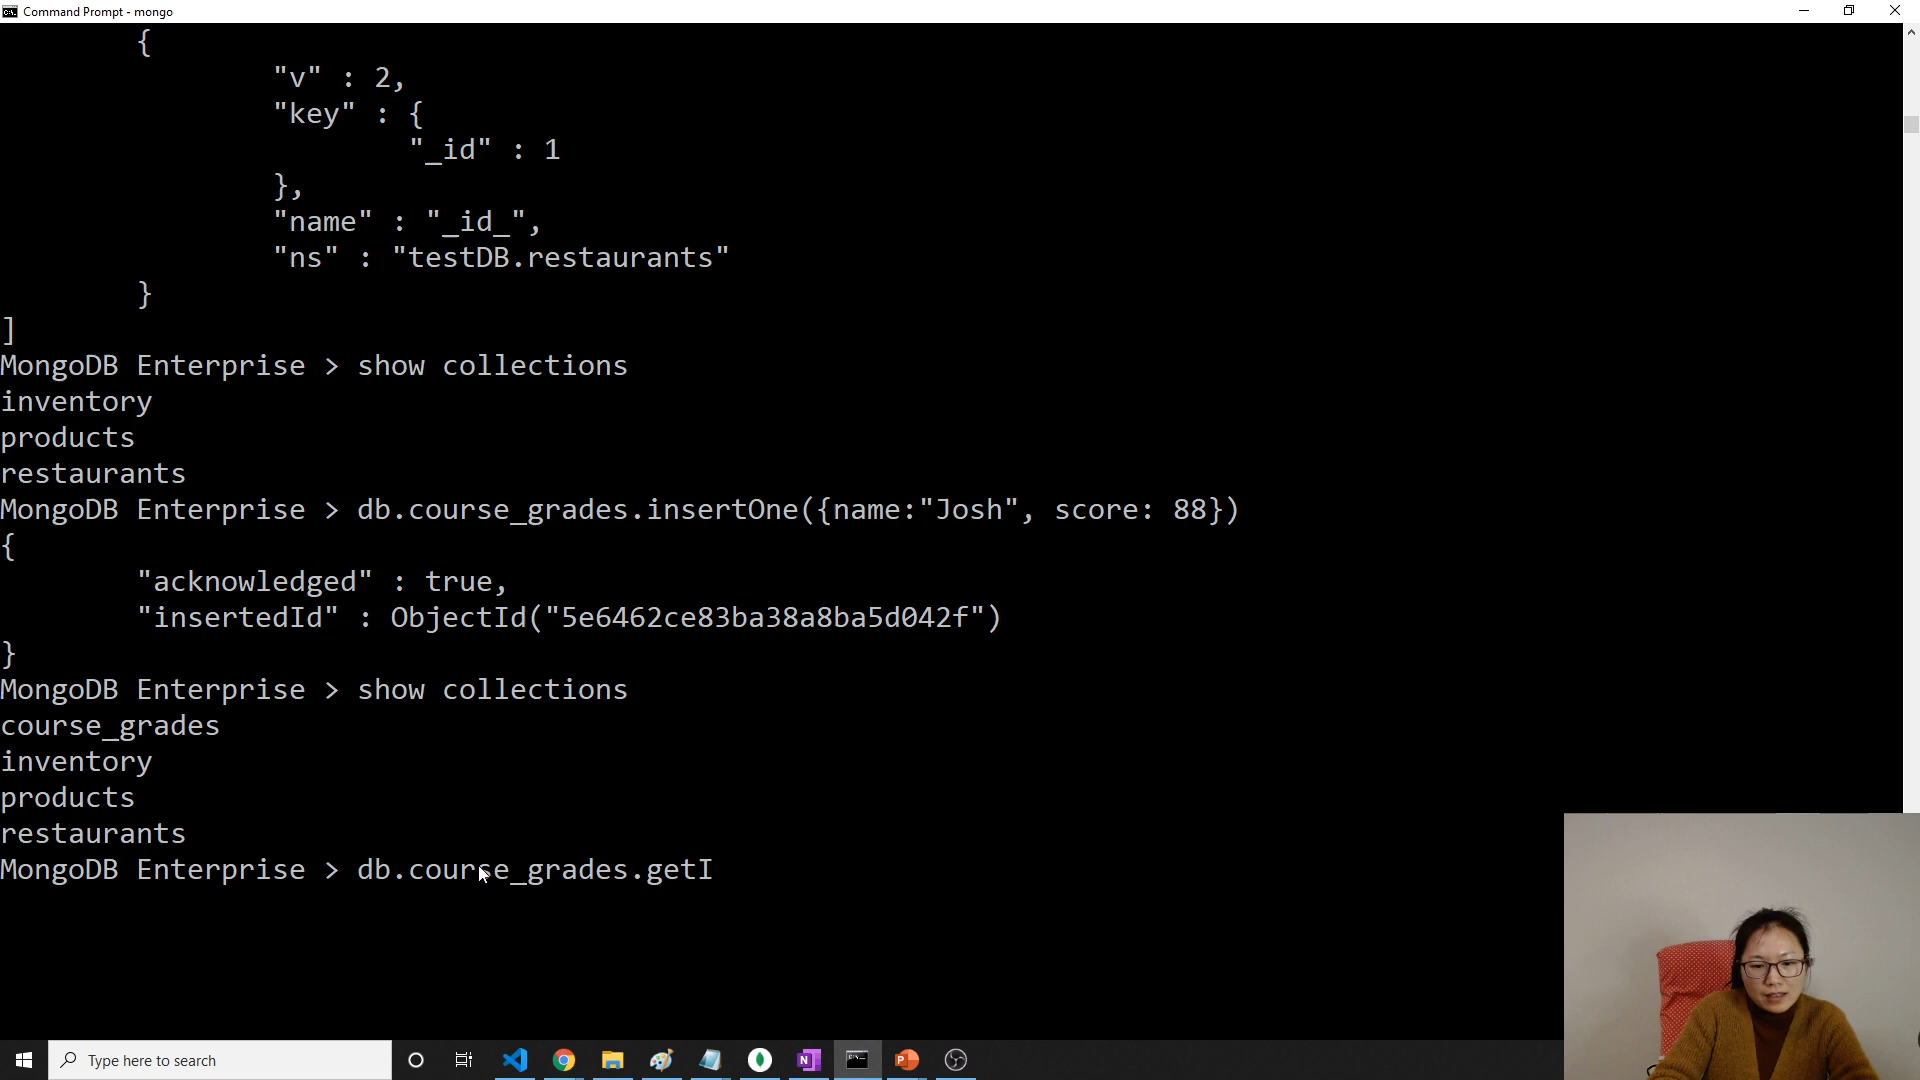 Command Prompt - mongo
{
"v" : 2,
"key" : {
"_id" : 1
},
"name" : "_id_",
"ns" : "testDB.restaurants"
}
]
MongoDB Enterprise > show collections
inventory
products
restaurants
MongoDB Enterprise > db.course_grades.insertOne({name:"Josh", score: 88})
{
"acknowledged" : true,
"insertedId" : ObjectId("5e6462ce83ba38a8ba5d042f")
}
MongoDB Enterprise > show collections
course_grades
inventory
products
restaurants
MongoDB Enterprise > db.course_grades.getI
Type here to search